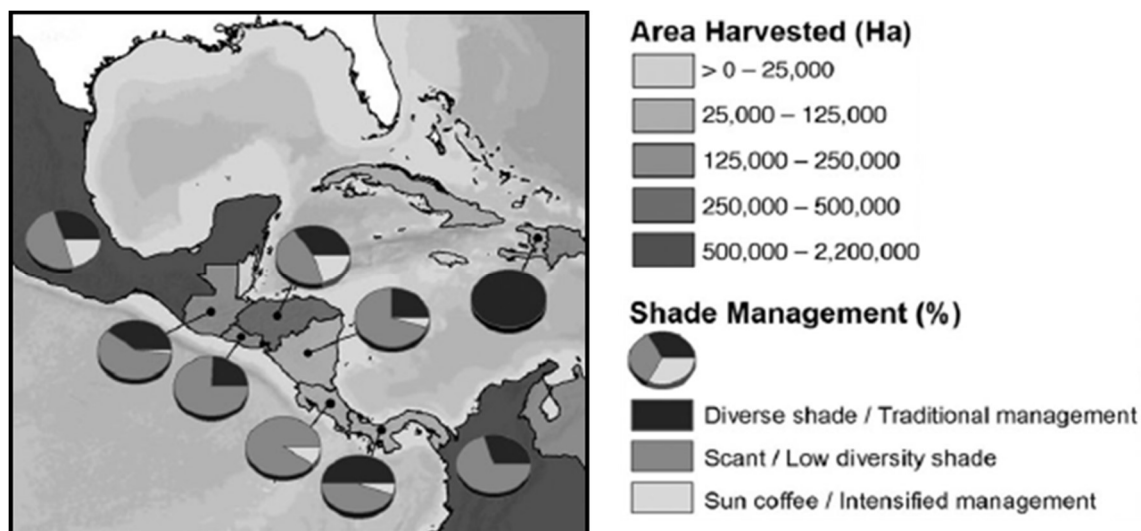 Area Harvested (Ha)
> 0 – 25,000
25,000 – 125,000
125,000 – 250,000
250,000 – 500,000
500,000 – 2,200,000
Shade Management (%)
Diverse shade / Traditional management
Scant / Low diversity shade
Sun coffee / Intensified management